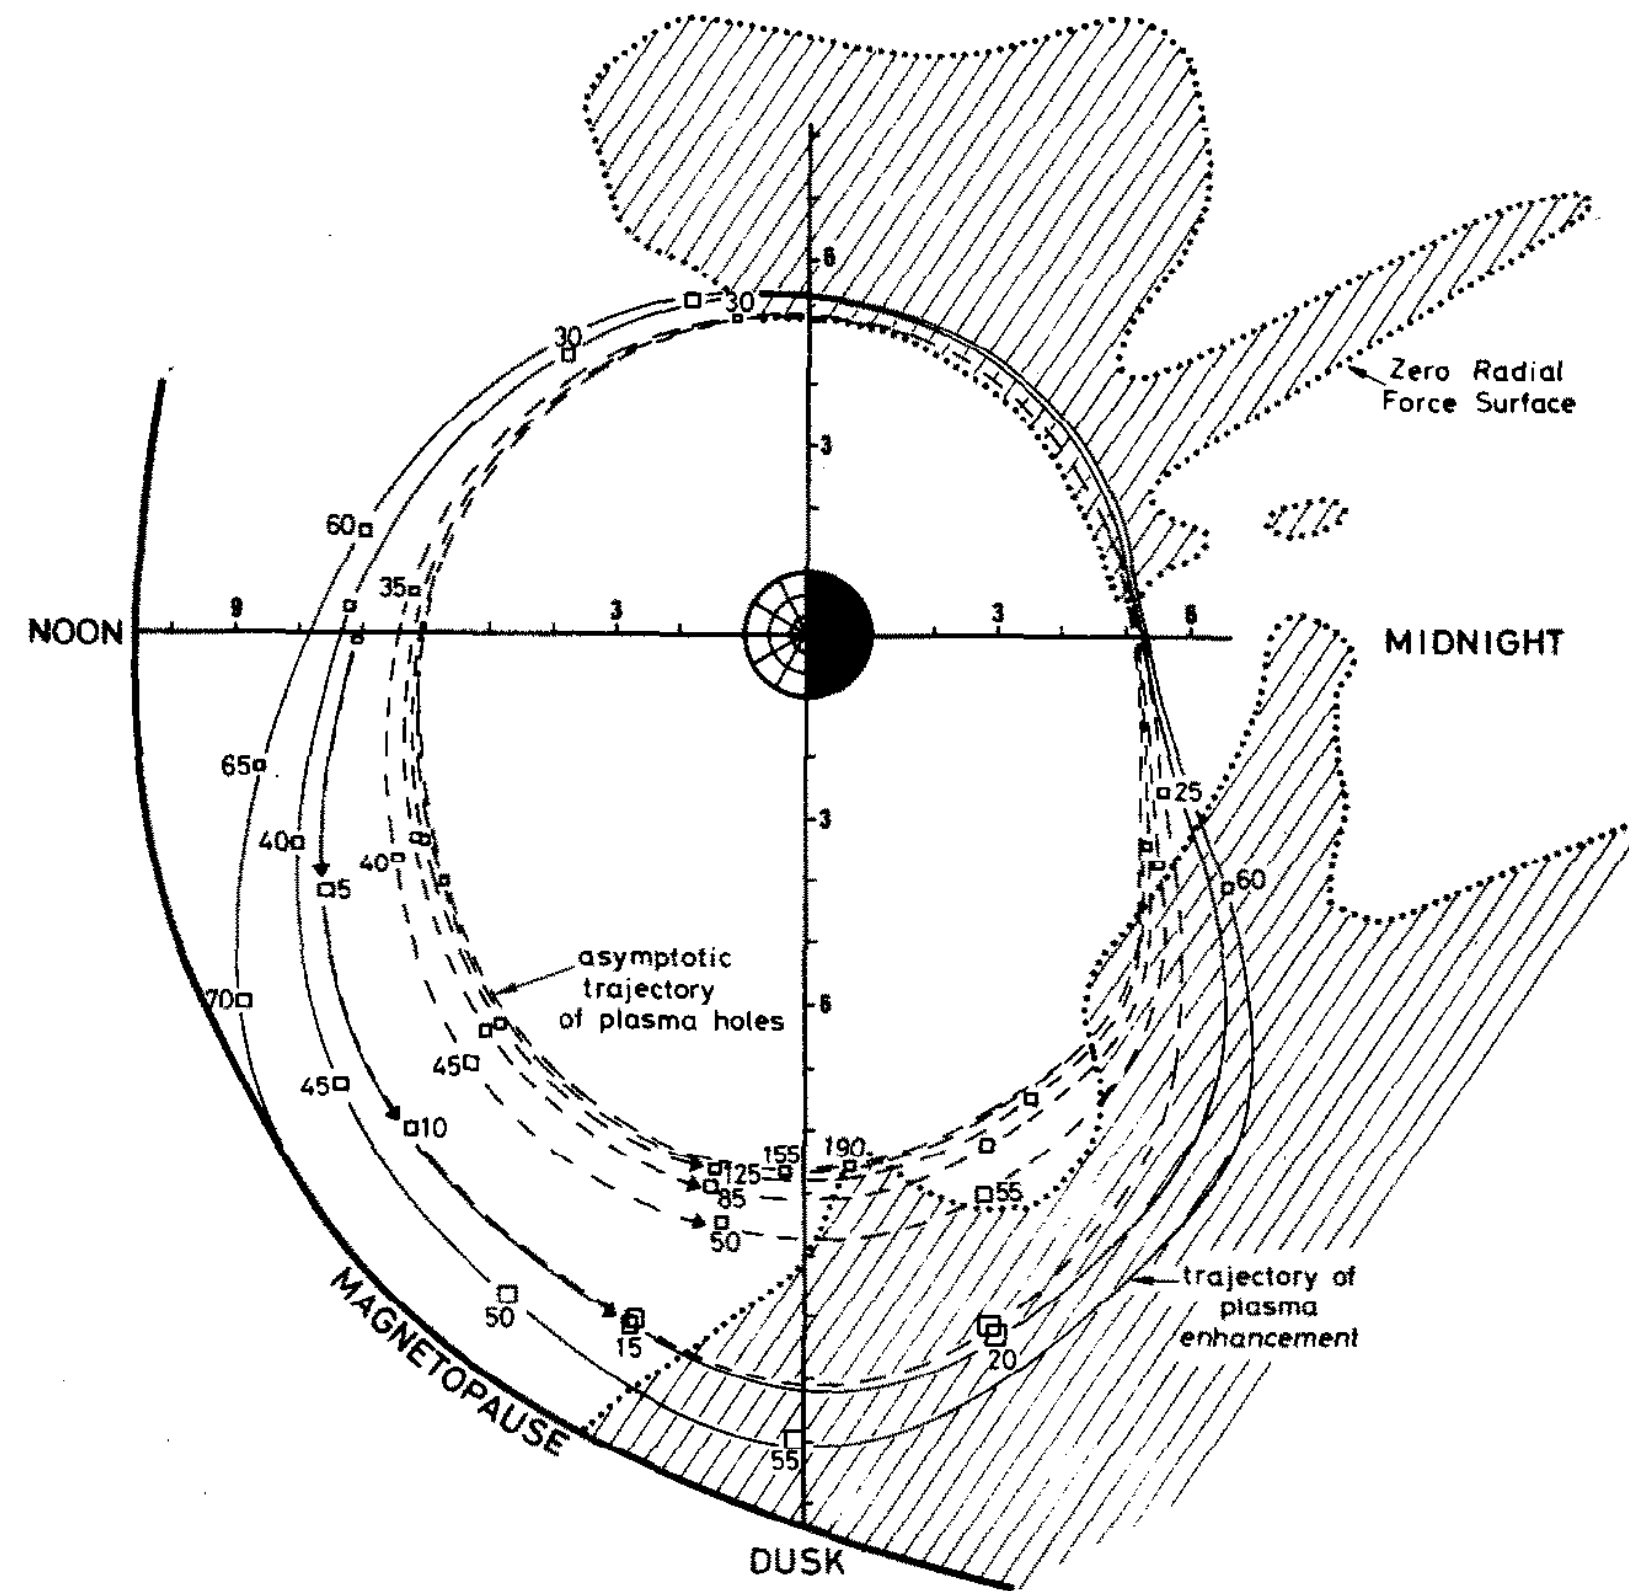 6
30
30
Zero Radial
Force Surface
3
60
35
9
3
3
6
NOON
MIDNIGHT
65
25
3
40
40
5
60
asymptotic
trajectory
of plasma holes
70
6
45
45
10
155
190
125
85
55
50
trajectory of
plasma
enhancement
50
15
20
MAGNETOPAUSE
55
DUSK